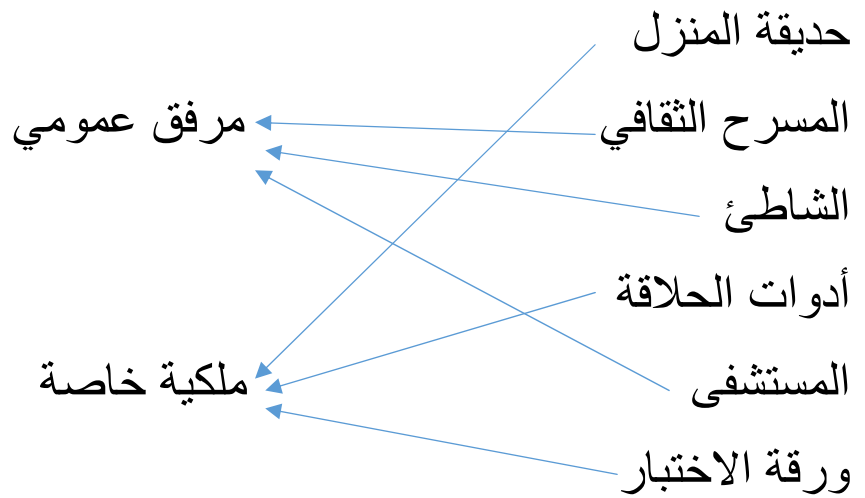 حديقة المنزل
المسرح الثقافي
مرفق عمومي
الشاطئ
أدوات الحلاقة
المستشفى
ملكية خاصة
ورقة الاختبار